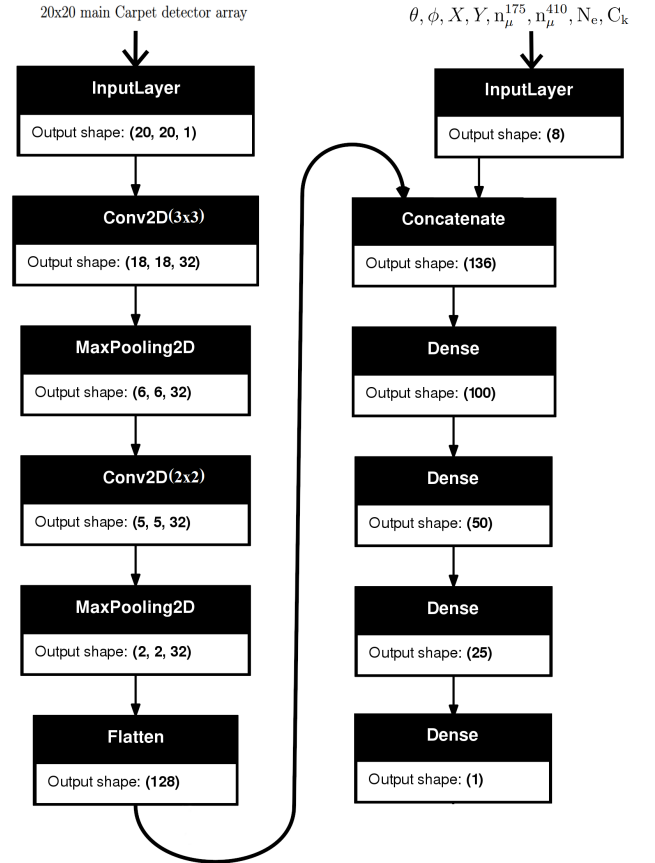 20x20 main Carpet detector array
InputLayer
Output shape: (20, 20, 1)
Conv2D(3x3)
Output shape: (18, 18, 32)
MaxPooling2D
Output shape: (6, 6, 32)
Conv2D(2x2)
Output shape: (5, 5, 32)
MaxPooling2D
Output shape: (2, 2, 32)
Flatten
Output shape: (128)
θ, ϕ, X, Y, n_μ^175, n_μ^410, N_e, C_k
InputLayer
Output shape: (8)
Concatenate
Output shape: (136)
Dense
Output shape: (100)
Dense
Output shape: (50)
Dense
Output shape: (25)
Dense
Output shape: (1)